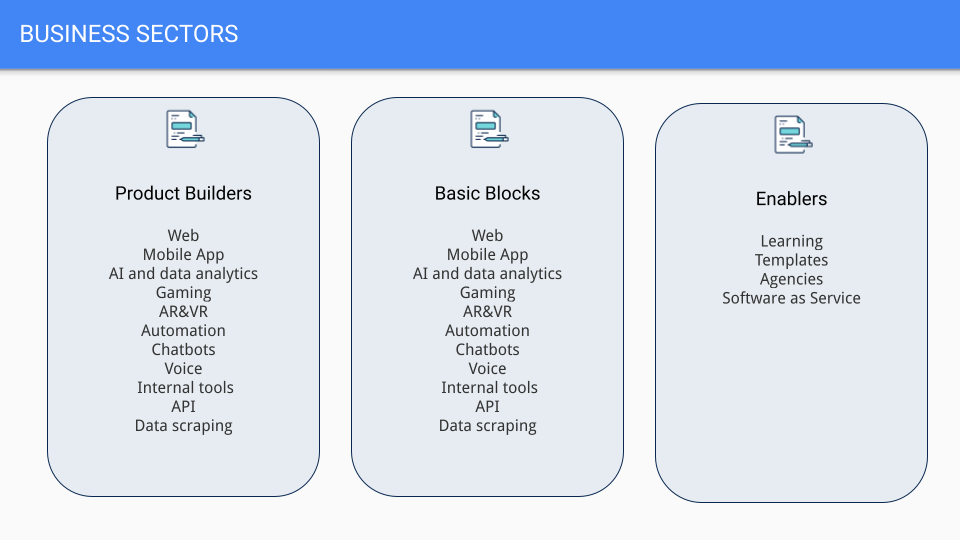 BUSINESS SECTORS
Product Builders
Web
Mobile App
AI and data analytics
Gaming
AR&VR
Automation
Chatbots
Voice
Internal tools
API
Data scraping
Basic Blocks
Web
Mobile App
AI and data analytics
Gaming
AR&VR
Automation
Chatbots
Voice
Internal tools
API
Data scraping
Enablers
Learning
Templates
Agencies
Software as Service